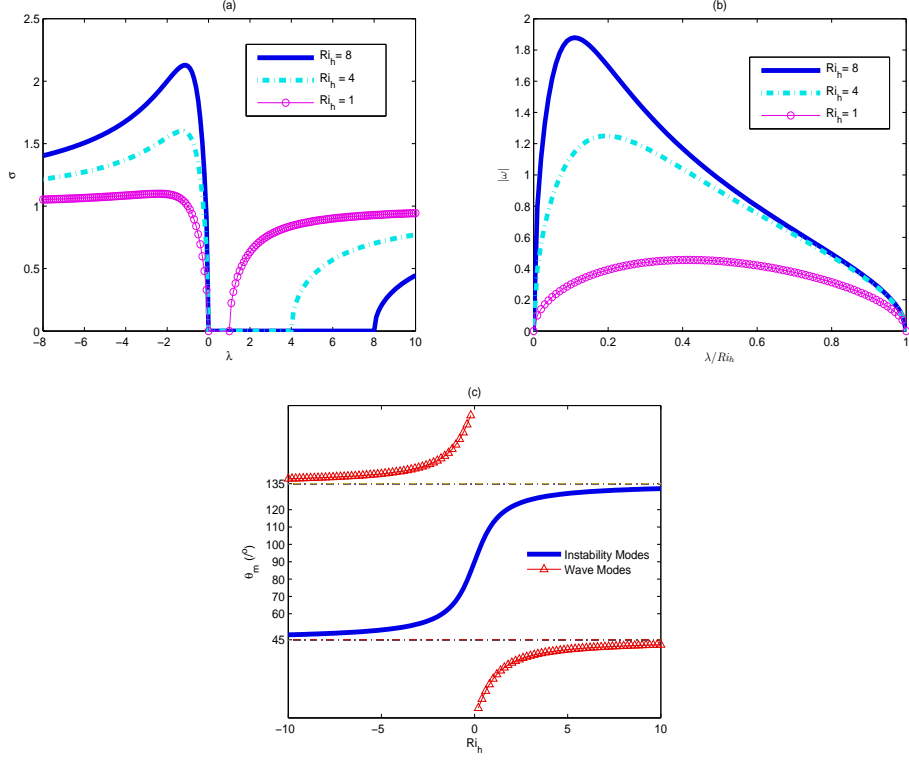 (a)
2.5
2
1.5
1
0.5
0
σ
−8 −6 −4 −2 0 2 4 6 8 10
λ
Ri_h = 8
Ri_h = 4
Ri_h = 1
(b)
2
1.8
1.6
1.4
1.2
1
0.8
0.6
0.4
0.2
0
|ω|
0 0.2 0.4 0.6 0.8 1
λ/Ri_h
Ri_h = 8
Ri_h = 4
Ri_h = 1
(c)
135
120
110
100
90
80
70
60
45
θ_m (/°)
−10 −5 0 5 10
Ri_h
Instability Modes
Wave Modes